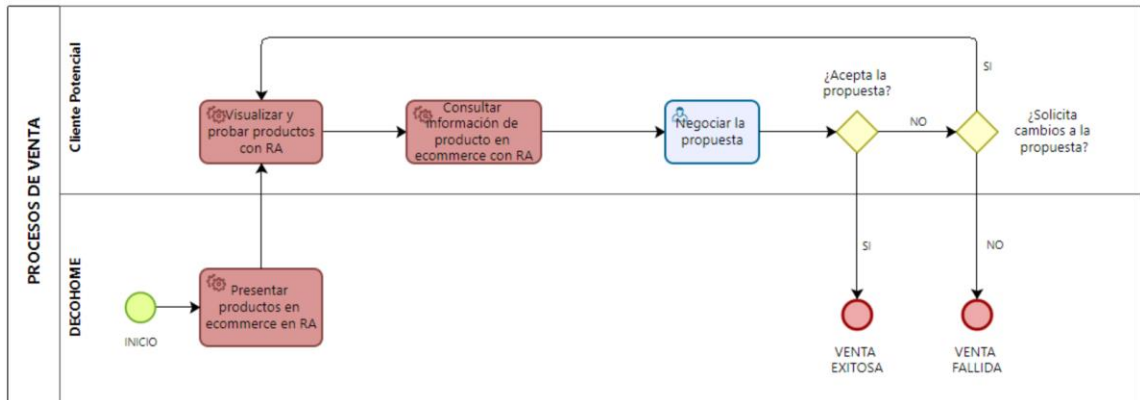 PROCESOS DE VENTA
Cliente Potencial
Visualizar y
probar productos
con RA
Consultar
información de
producto en
ecommerce con RA
Negociar la
propuesta
¿Acepta la
propuesta?
NO
SI
¿Solicita
cambios a la
propuesta?
DECOHOME
INICIO
Presentar
productos en
ecommerce en RA
SI
NO
VENTA
EXITOSA
VENTA
FALLIDA